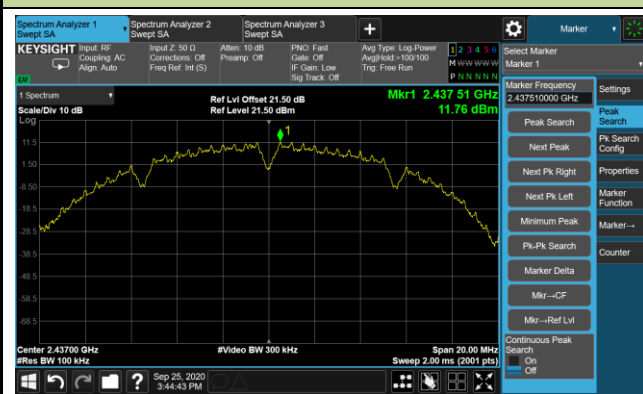 Spectrum Analyzer 1
Swept SA
Spectrum Analyzer 2
Swept SA
Spectrum Analyzer 3
Swept SA
+
Marker
KEYSIGHT
Input: RF
Coupling: AC
Align: Auto
Input Z: 50 Ω
Corrections: Off
Freq Ref: Int (S)
Atten: 10 dB
Preamp: Off
PNO: Fast
Gate: Off
IF Gain: Low
Sig Track: Off
Avg Type: Log-Power
Avg|Hold:>100/100
Trig: Free Run
1 2 3 4 5 6
M W W W W W
P N N N N N
LXI
Select Marker
Marker 1
1 Spectrum
Scale/Div 10 dB
Log
Ref Lvl Offset 21.50 dB
Ref Level 21.50 dBm
Mkr1 2.437 51 GHz
11.76 dBm
1
11.5
1.50
-8.50
-18.5
-28.5
-38.5
-48.5
-58.5
-68.5
Center 2.43700 GHz
#Res BW 100 kHz
#Video BW 300 kHz
Span 20.00 MHz
Sweep 2.00 ms (2001 pts)
Marker Frequency
2.437510000 GHz
Peak Search
Next Peak
Next Pk Right
Next Pk Left
Minimum Peak
Pk-Pk Search
Marker Delta
Mkr→CF
Mkr→Ref Lvl
Continuous Peak
Search
On
Off
Settings
Peak
Search
Pk Search
Config
Properties
Marker
Function
Marker→
Counter
?
Sep 25, 2020
3:44:43 PM